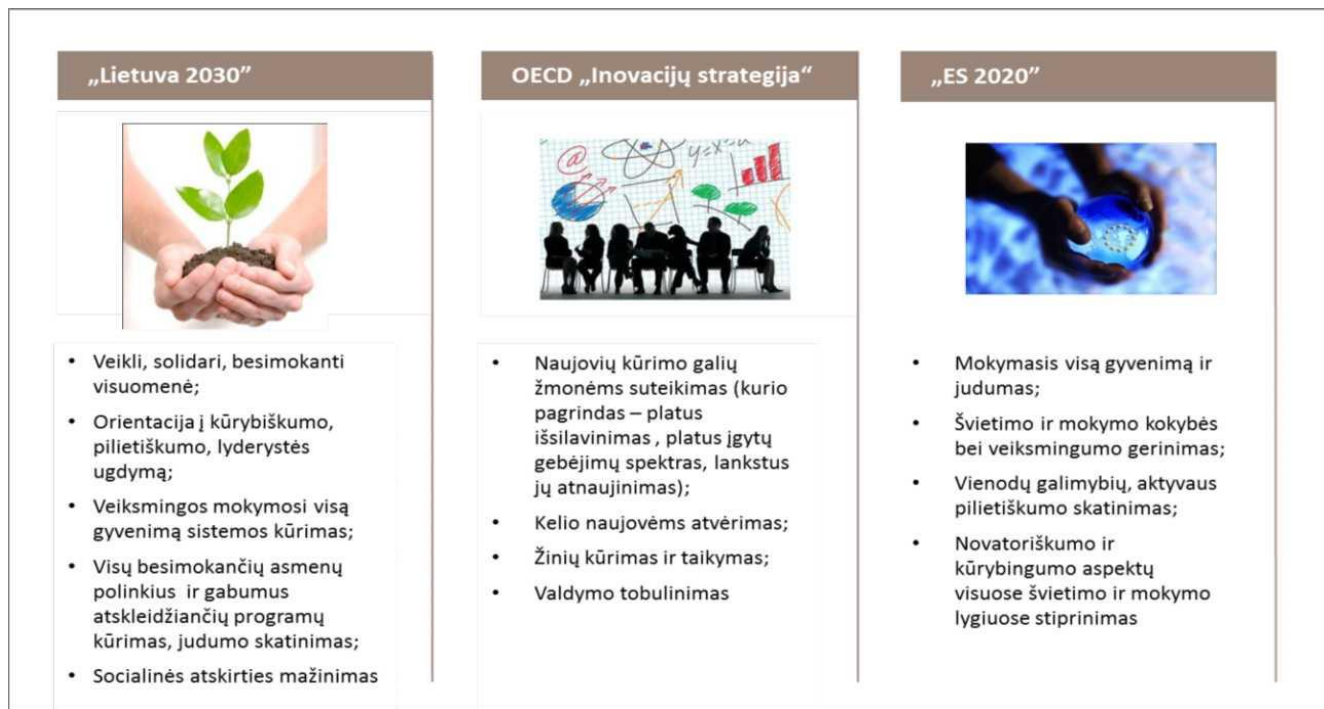 „Lietuva 2030”
Veikli, solidari, besimokanti
visuomenė;
Orientacija į kūrybiškumo,
pilietiškumo, lyderystės
ugdymą;
Veiksmingos mokymosi visą
gyvenimą sistemos kūrimas;
Visų besimokančių asmenų
polinkius ir gabumus
atskleidžiančių programų
kūrimas, judumo skatinimas;
Socialinės atskirties mažinimas
OECD „Inovacijų strategija“
@
y=x²
Naujovių kūrimo galių
žmonėms suteikimas (kurio
pagrindas – platus
išsilavinimas , platus įgytų
gebėjimų spektras, lankstus
jų atnaujinimas);
Kelio naujovėms atvėrimas;
Žinių kūrimas ir taikymas;
Valdymo tobulinimas
„ES 2020”
Mokymasis visą gyvenimą ir
judumas;
Švietimo ir mokymo kokybės
bei veiksmingumo gerinimas;
Vienodų galimybių, aktyvaus
pilietiškumo skatinimas;
Novatoriškumo ir
kūrybingumo aspektų
visuose švietimo ir mokymo
lygiuose stiprinimas